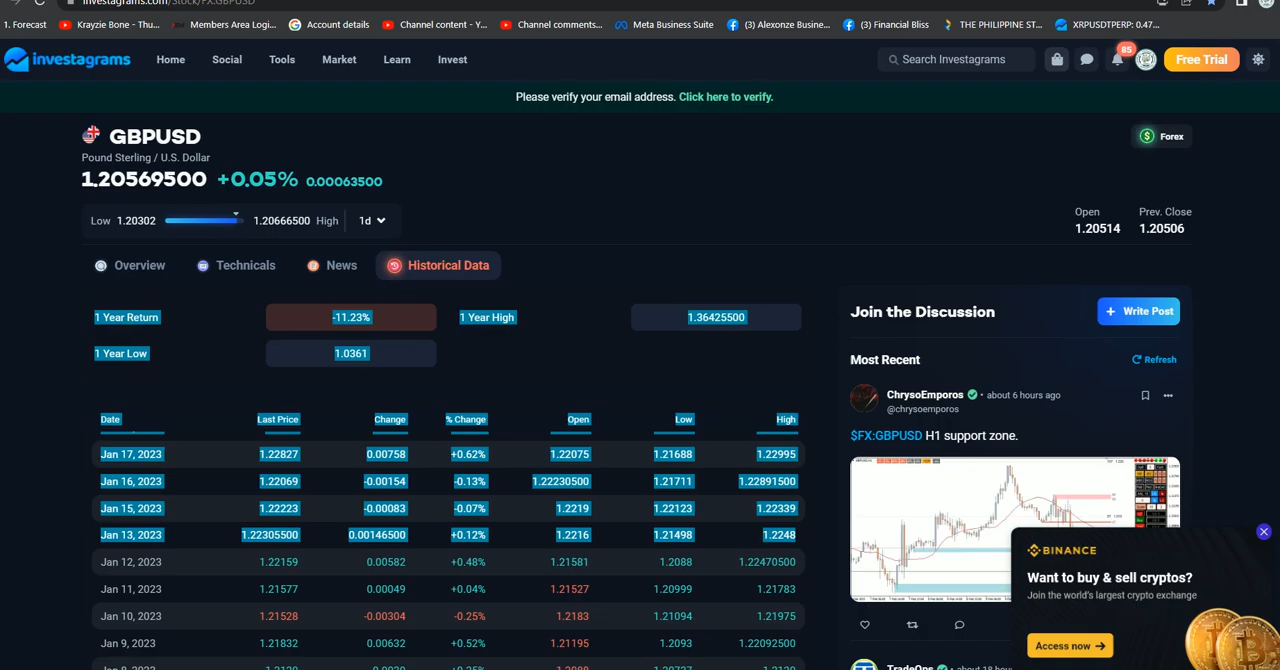 investagrams.com/Stock/FX:GBPUSD
1. Forecast Krayzie Bone - Thu... Members Area Logi... Account details Channel content - Y... Channel comments... Meta Business Suite (3) Alexonze Busine... (3) Financial Bliss THE PHILIPPINE ST... XRPUSDTPERP: 0.47...
investagrams Home Social Tools Market Learn Invest Search Investagrams 85 Free Trial
Please verify your email address. Click here to verify.
GBPUSD
Forex
Pound Sterling / U.S. Dollar
1.20569500 +0.05% 0.00063500
Low 1.20302 1.20666500 High 1d
Open Prev. Close
1.20514 1.20506
Overview Technicals News Historical Data
1 Year Return -11.23% 1 Year High 1.36425500
1 Year Low 1.0361
Date Last Price Change % Change Open Low High
Jan 17, 2023 1.22827 0.00758 +0.62% 1.22075 1.21688 1.22995
Jan 16, 2023 1.22069 -0.00154 -0.13% 1.22230500 1.21711 1.22891500
Jan 15, 2023 1.22223 -0.00083 -0.07% 1.2219 1.22123 1.22339
Jan 13, 2023 1.22305500 0.00146500 +0.12% 1.2216 1.21498 1.2248
Jan 12, 2023 1.22159 0.00582 +0.48% 1.21581 1.2088 1.22470500
Jan 11, 2023 1.21577 0.00049 +0.04% 1.21527 1.20999 1.21783
Jan 10, 2023 1.21528 -0.00304 -0.25% 1.2183 1.21094 1.21975
Jan 9, 2023 1.21832 0.00632 +0.52% 1.21195 1.2093 1.22092500
Join the Discussion
+ Write Post
Most Recent
Refresh
ChrysoEmporos • about 6 hours ago
@chrysoemporos
$FX:GBPUSD H1 support zone.
BINANCE
Want to buy & sell cryptos?
Join the world's largest crypto exchange
Access now →
TradeOps • about 18 hour